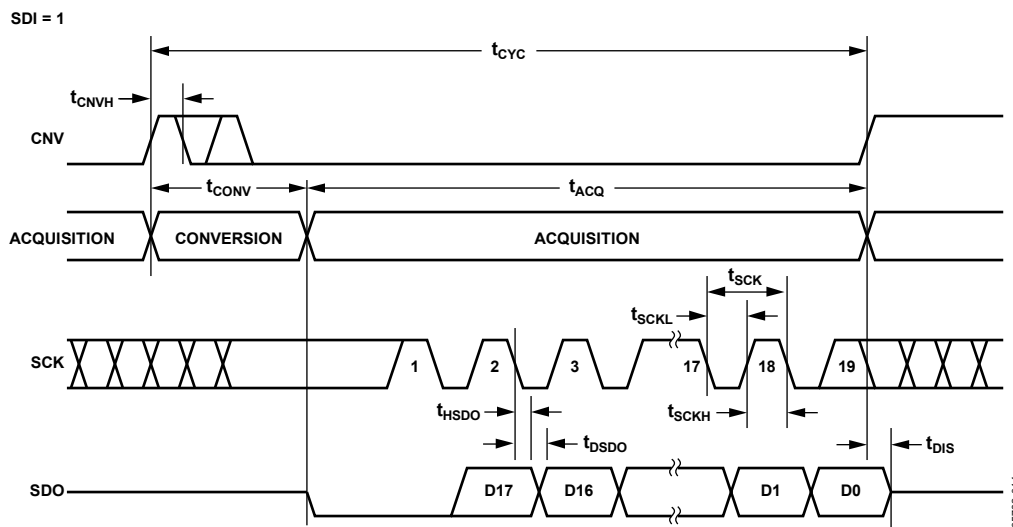 SDI = 1
tCYC
tCNVH
CNV
tCONV
tACQ
ACQUISITION
CONVERSION
ACQUISITION
tSCK
tSCKL
SCK
1
2
3
17
18
19
tHSDO
tSCKH
tDSDO
tDIS
SDO
D17
D16
D1
D0